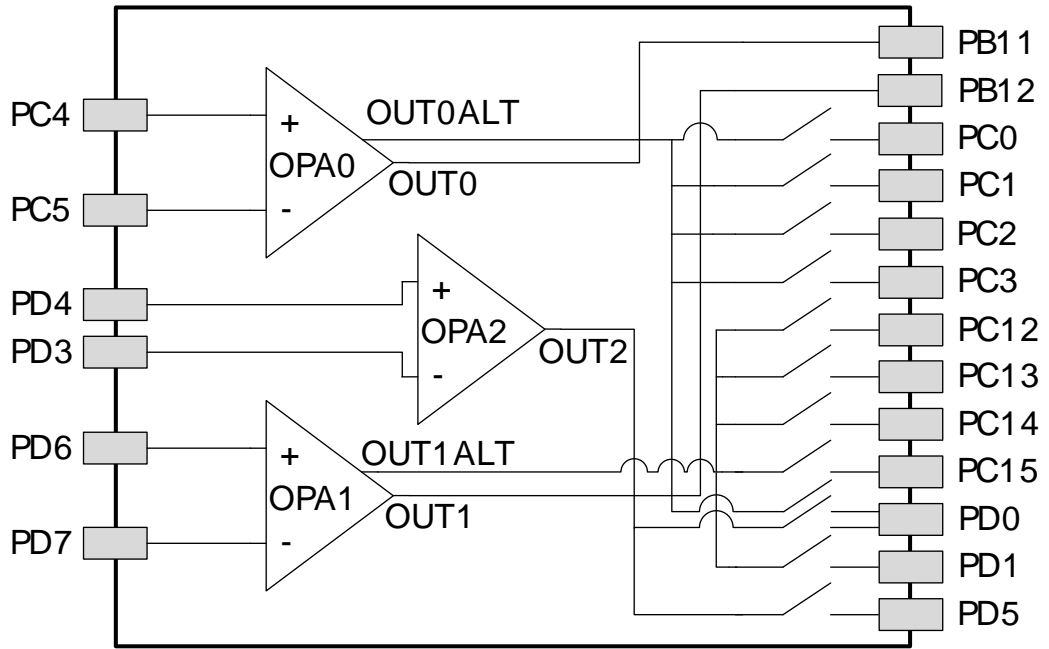 PC4
PC5
PD4
PD3
PD6
PD7
+
OPA0
-
OUT0ALT
OUT0
+
OPA2
-
OUT2
+
OPA1
-
OUT1ALT
OUT1
PB11
PB12
PC0
PC1
PC2
PC3
PC12
PC13
PC14
PC15
PD0
PD1
PD5